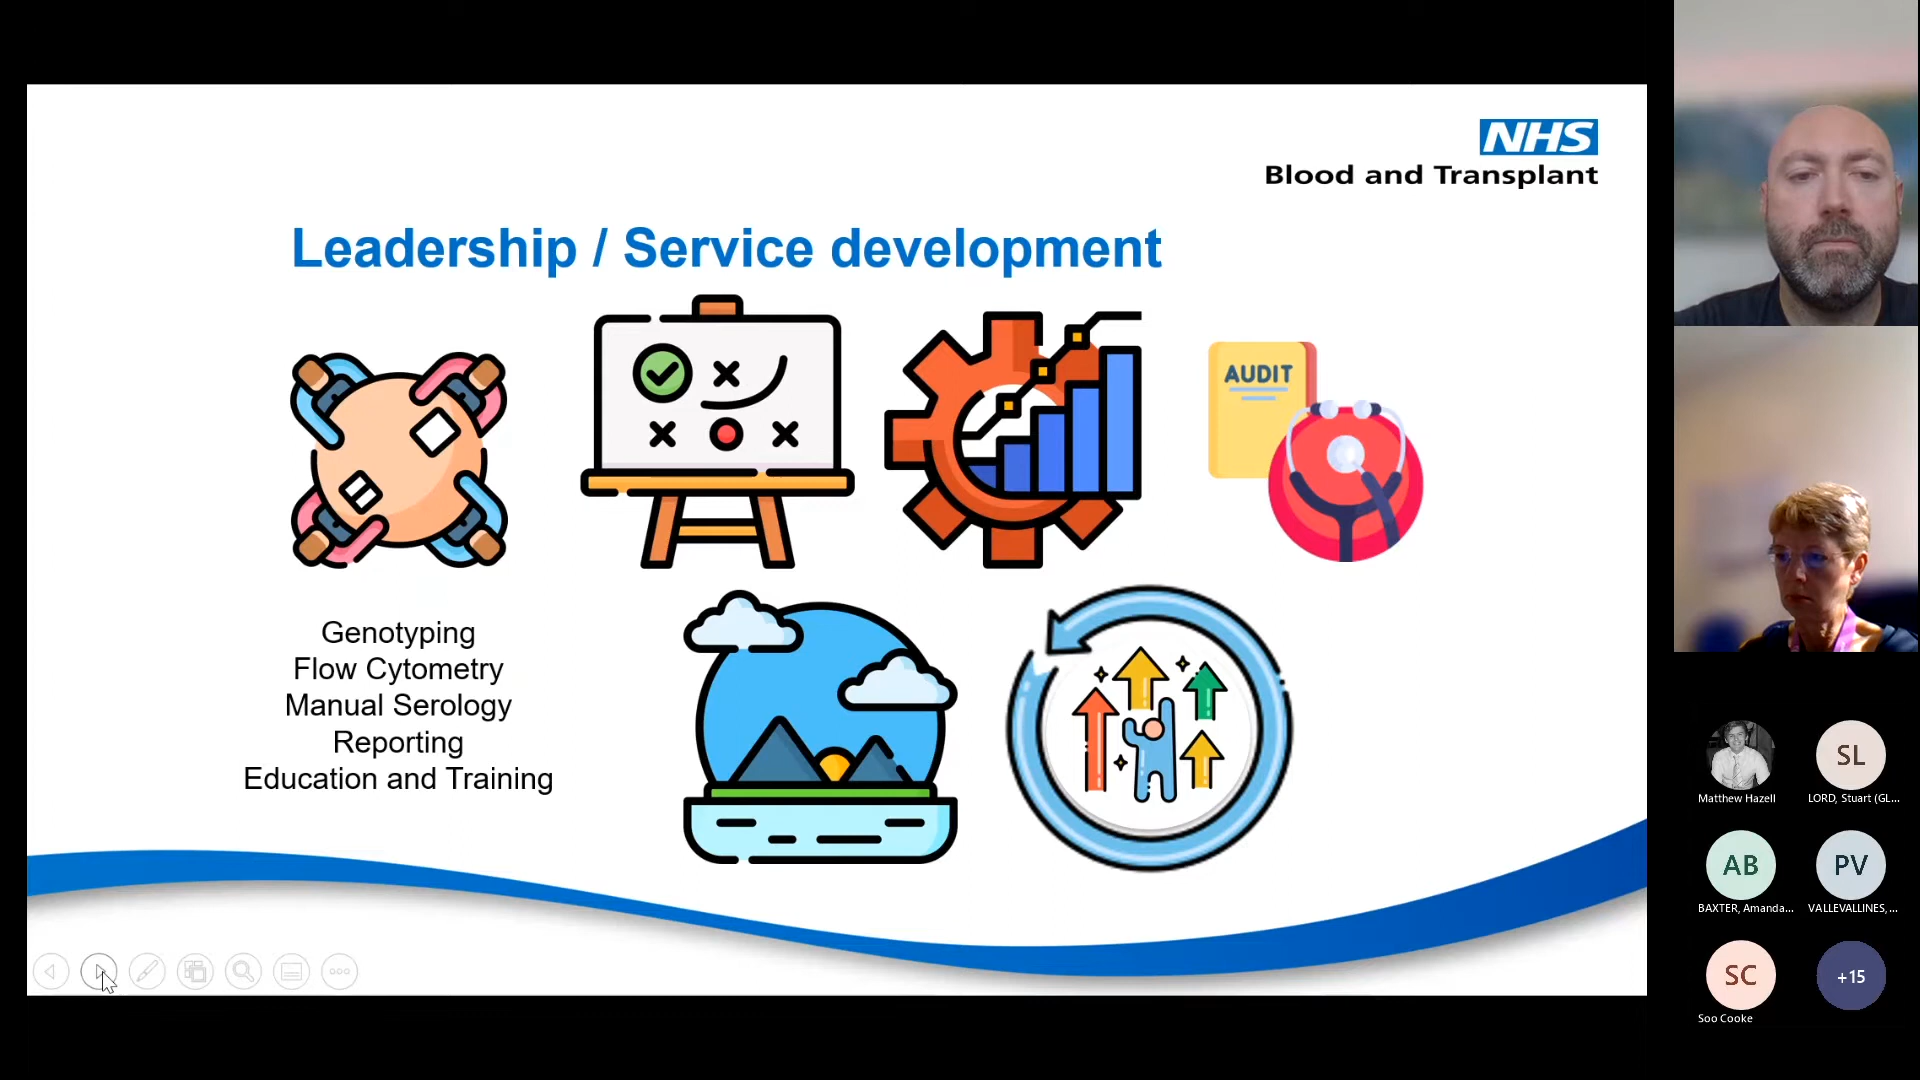 NHS
Blood and Transplant
Leadership / Service development
AUDIT
Genotyping
Flow Cytometry
Manual Serology
Reporting
Education and Training
Matthew Hazell
SL
LORD, Stuart (GL...
AB
BAXTER, Amanda...
PV
VALLEVALLINES,...
SC
Soo Cooke
+15